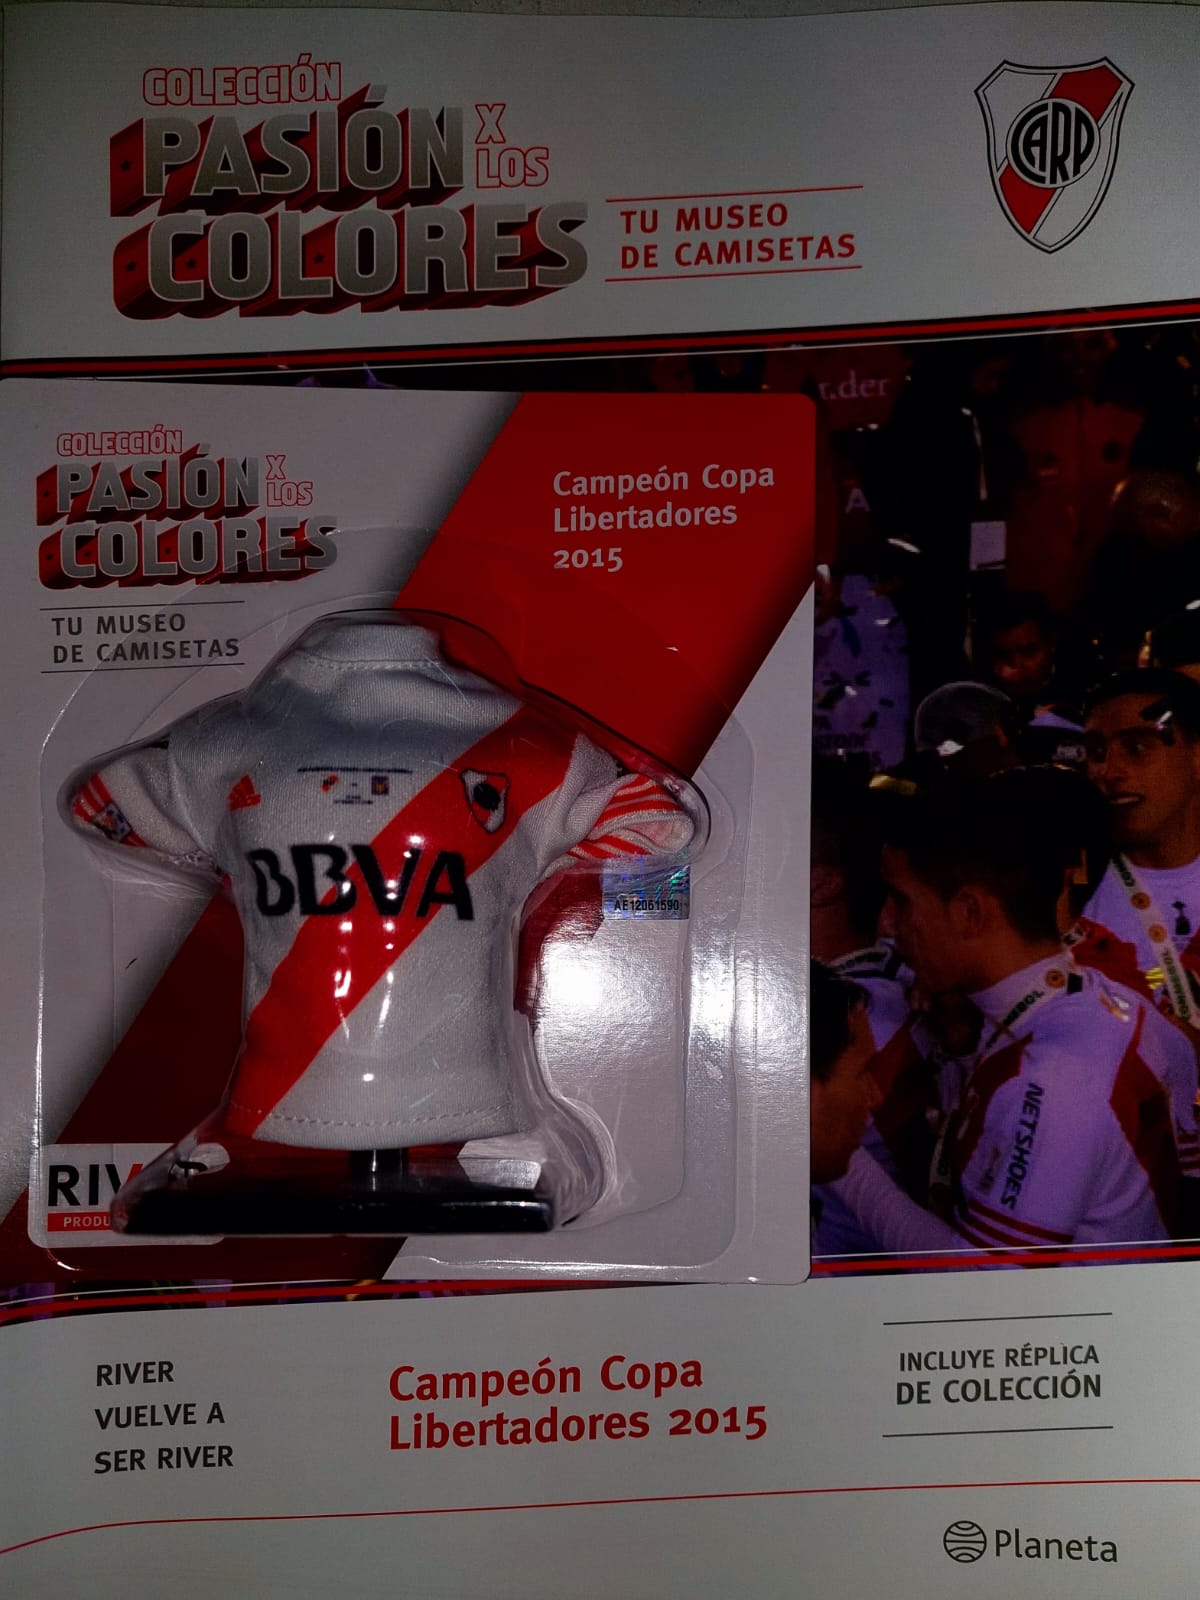 COLECCIÓN
PASIÓN X LOS
COLORES
TU MUSEO
DE CAMISETAS
CARP
t.der
A
COLECCIÓN
PASIÓN X LOS
COLORES
TU MUSEO
DE CAMISETAS
Campeón Copa
Libertadores
2015
BBVA
AE12061590
NETSHOES
RIVER
VUELVE A
SER RIVER
Campeón Copa
Libertadores 2015
INCLUYE RÉPLICA
DE COLECCIÓN
Planeta